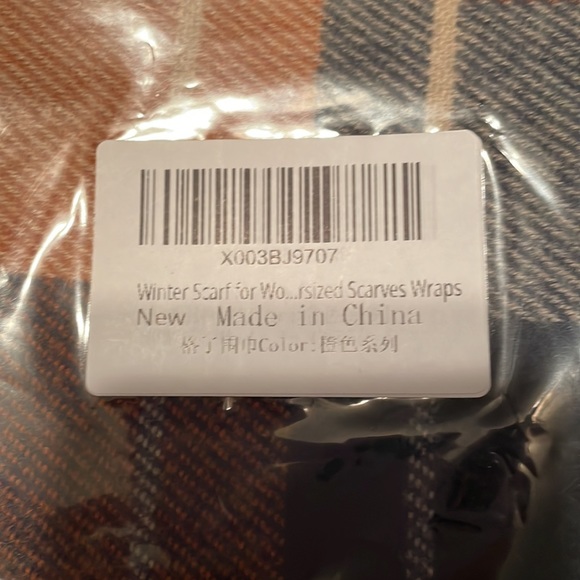 X003BJ9707
Winter Scarf for Wo...rsized Scarves Wraps
New Made in China
格子围巾Color:橙色系列